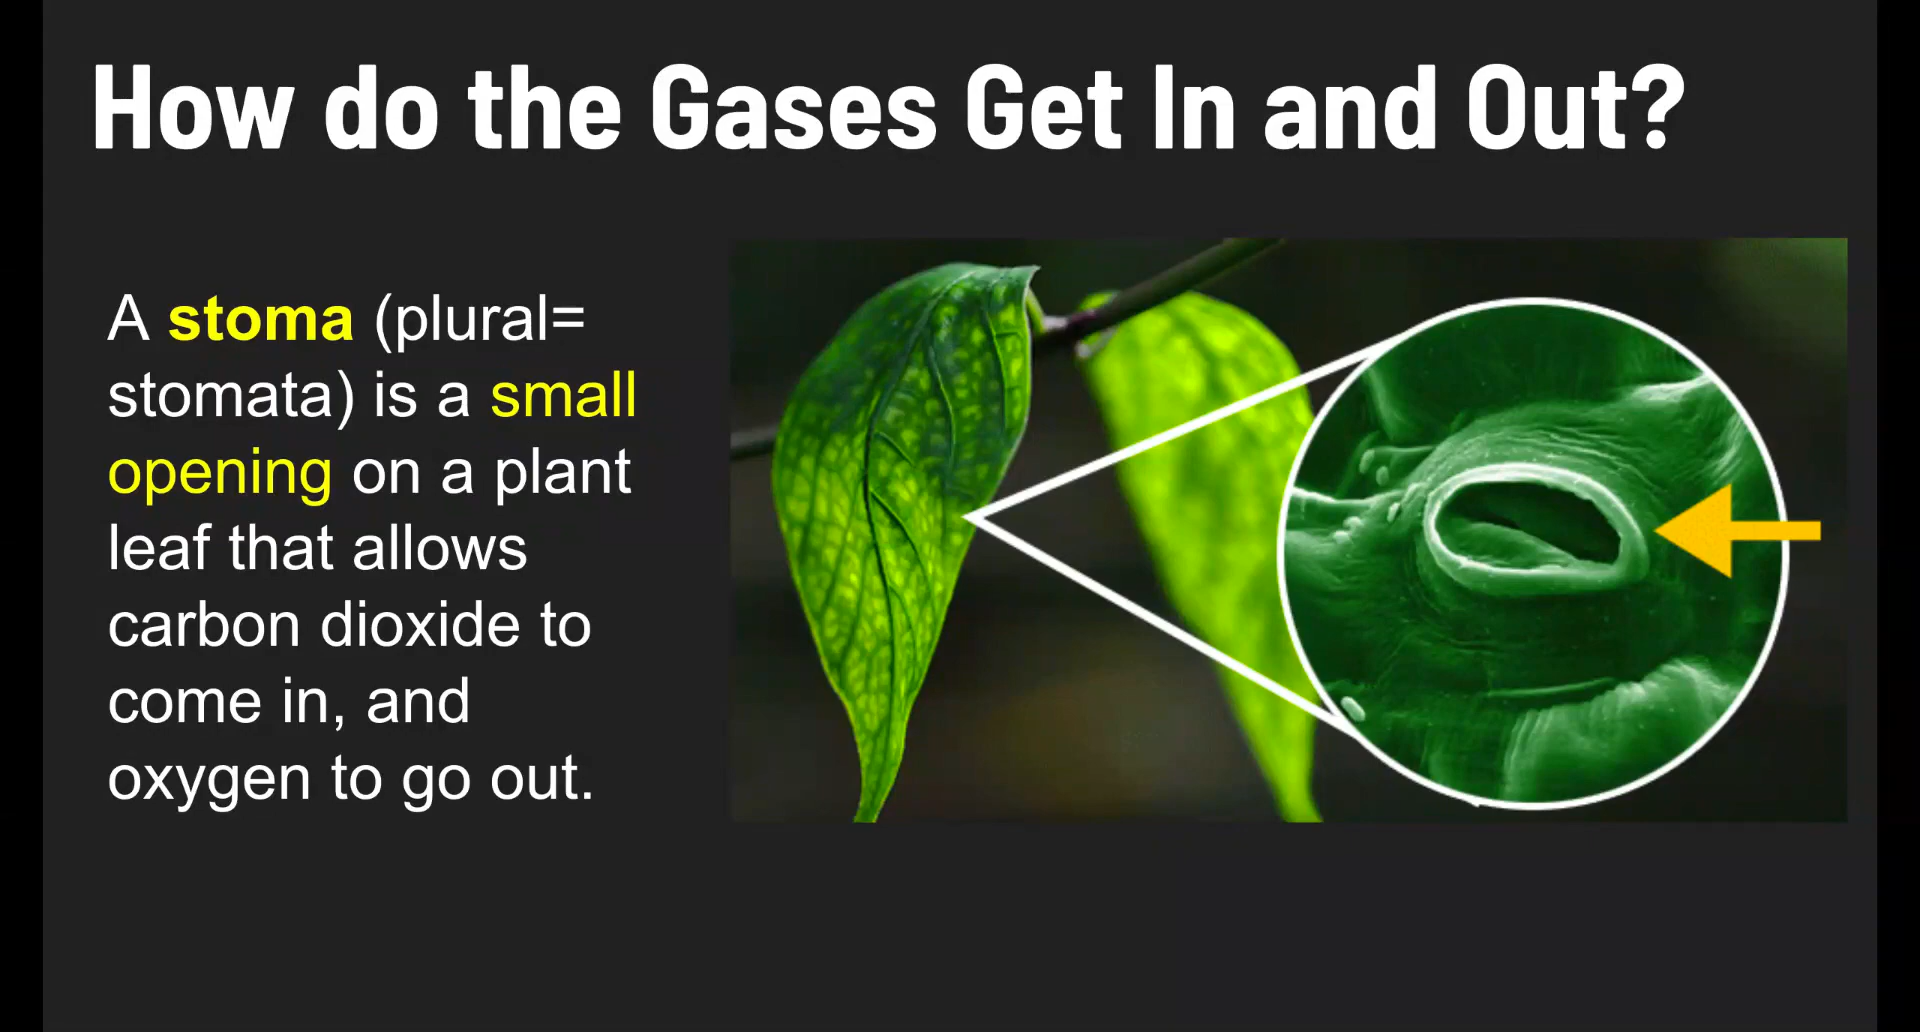 How do the Gases Get In and Out?
A stoma (plural=
stomata) is a small
opening on a plant
leaf that allows
carbon dioxide to
come in, and
oxygen to go out.